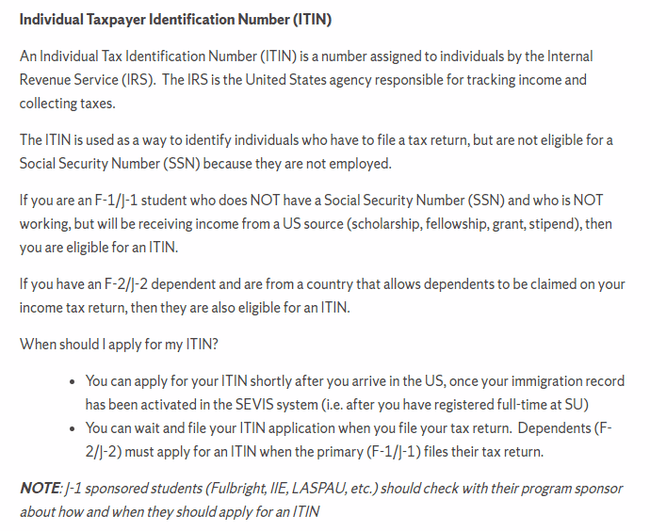 Individual Taxpayer Identification Number (ITIN)
An Individual Tax Identification Number (ITIN) is a number assigned to individuals by the Internal
Revenue Service (IRS).  The IRS is the United States agency responsible for tracking income and
collecting taxes.
The ITIN is used as a way to identify individuals who have to file a tax return, but are not eligible for a
Social Security Number (SSN) because they are not employed.
If you are an F-1/J-1 student who does NOT have a Social Security Number (SSN) and who is NOT
working, but will be receiving income from a US source (scholarship, fellowship, grant, stipend), then
you are eligible for an ITIN.
If you have an F-2/J-2 dependent and are from a country that allows dependents to be claimed on your
income tax return, then they are also eligible for an ITIN.
When should I apply for my ITIN?
• You can apply for your ITIN shortly after you arrive in the US, once your immigration record
has been activated in the SEVIS system (i.e. after you have registered full-time at SU)
• You can wait and file your ITIN application when you file your tax return.  Dependents (F-
2/J-2) must apply for an ITIN when the primary (F-1/J-1) files their tax return.
NOTE: J-1 sponsored students (Fulbright, IIE, LASPAU, etc.) should check with their program sponsor
about how and when they should apply for an ITIN